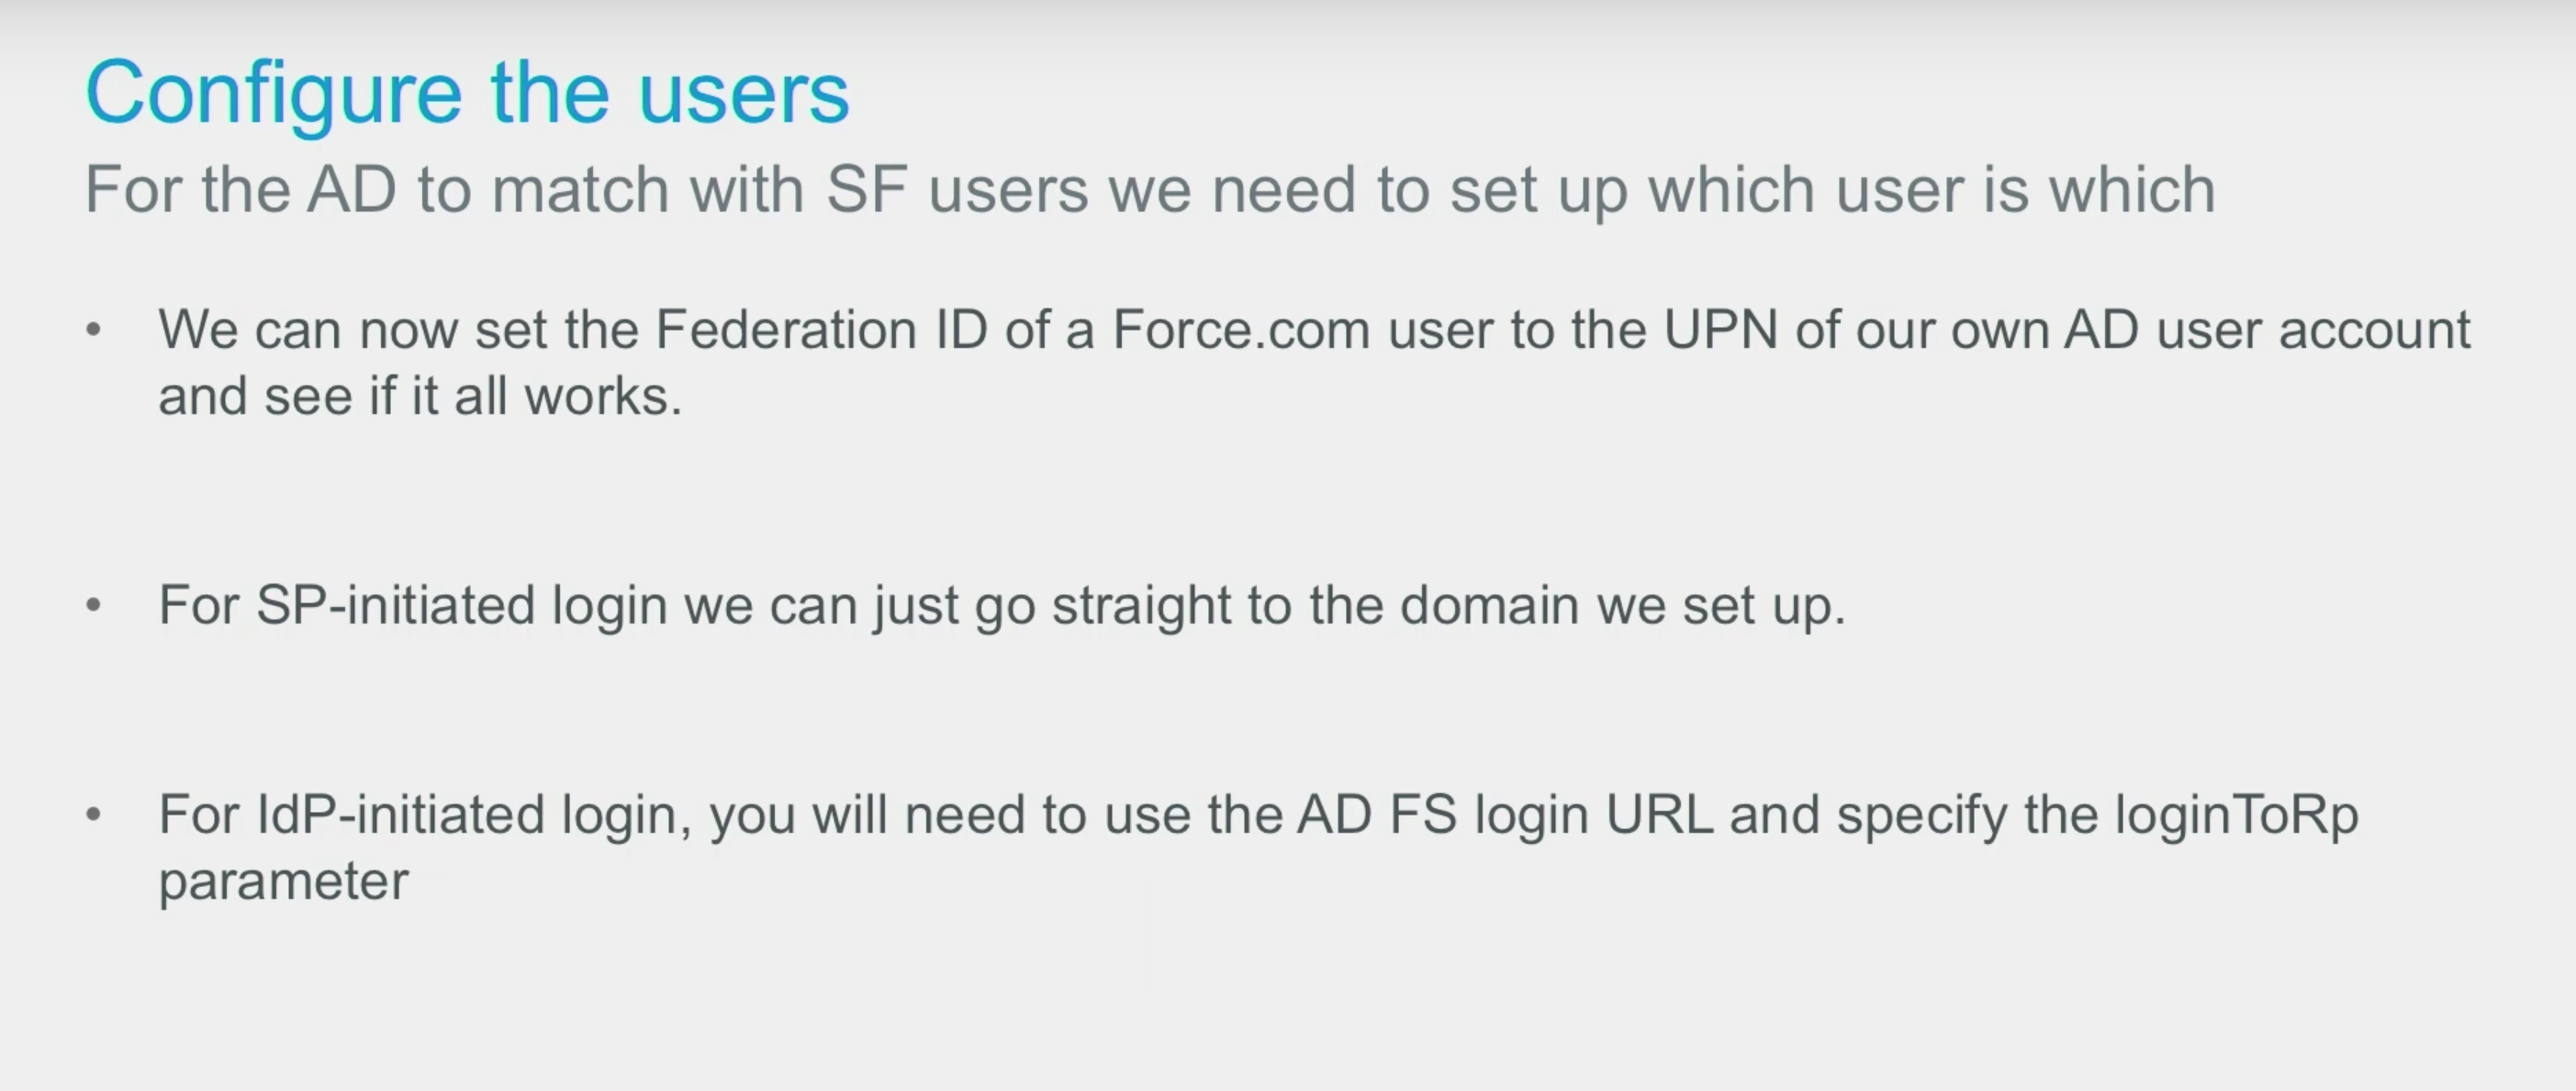 Configure the users
For the AD to match with SF users we need to set up which user is which
• We can now set the Federation ID of a Force.com user to the UPN of our own AD user account
and see if it all works.
• For SP-initiated login we can just go straight to the domain we set up.
• For IdP-initiated login, you will need to use the AD FS login URL and specify the loginToRp
parameter